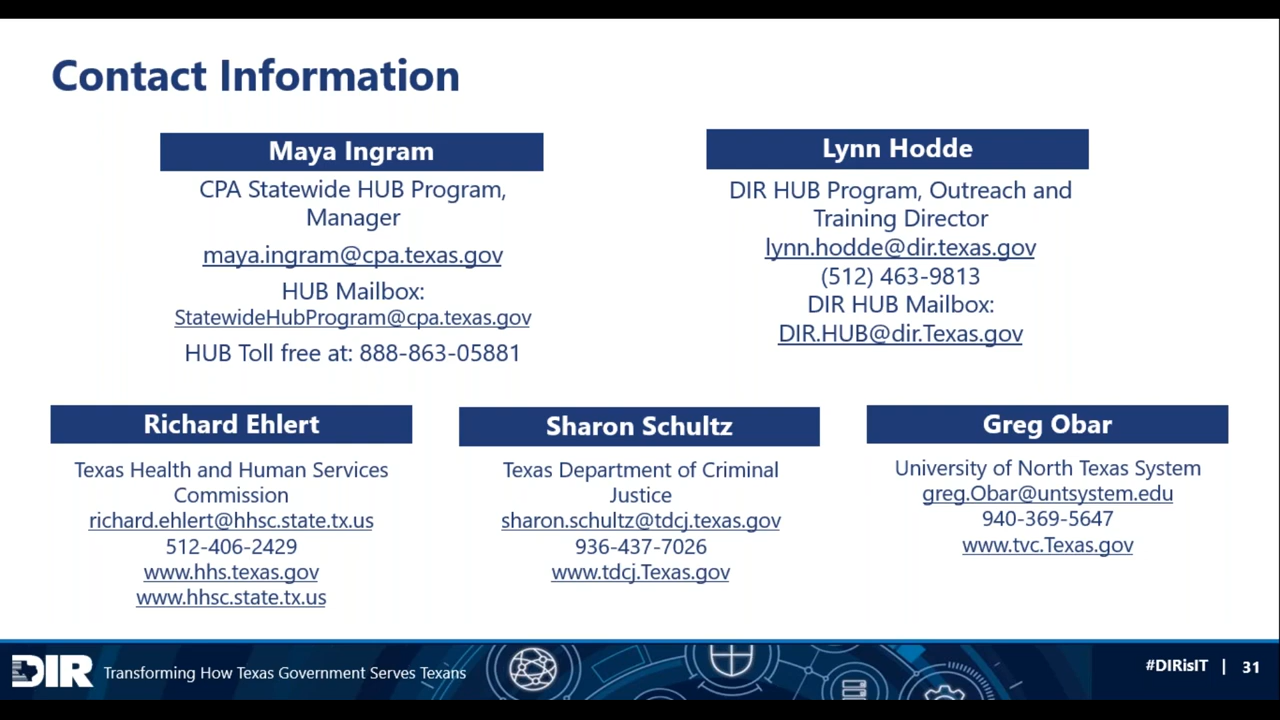 Contact Information
Maya Ingram
CPA Statewide HUB Program,
Manager
maya.ingram@cpa.texas.gov
HUB Mailbox:
StatewideHubProgram@cpa.texas.gov
HUB Toll free at: 888-863-05881
Lynn Hodde
DIR HUB Program, Outreach and
Training Director
lynn.hodde@dir.texas.gov
(512) 463-9813
DIR HUB Mailbox:
DIR.HUB@dir.Texas.gov
Richard Ehlert
Texas Health and Human Services
Commission
richard.ehlert@hhsc.state.tx.us
512-406-2429
www.hhs.texas.gov
www.hhsc.state.tx.us
Sharon Schultz
Texas Department of Criminal
Justice
sharon.schultz@tdcj.texas.gov
936-437-7026
www.tdcj.Texas.gov
Greg Obar
University of North Texas System
greg.Obar@untsystem.edu
940-369-5647
www.tvc.Texas.gov
DIR Transforming How Texas Government Serves Texans
#DIRisIT | 31